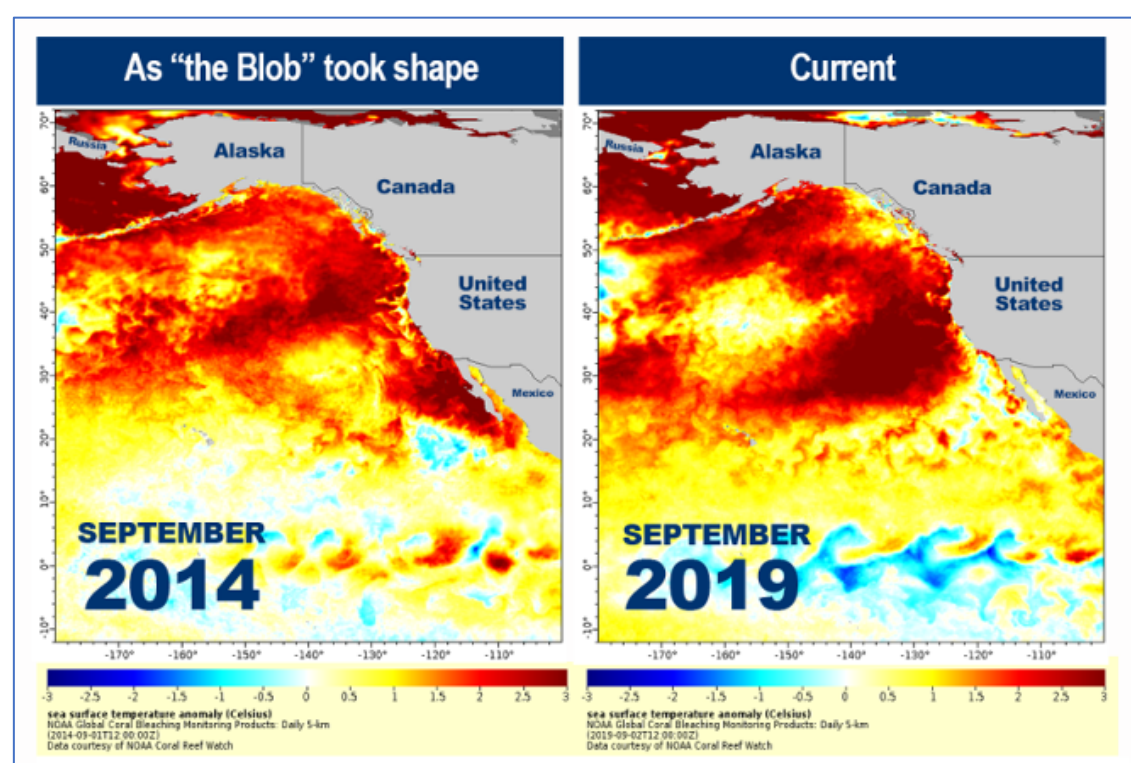 As “the Blob” took shape
Russia
Alaska
Canada
United
States
Mexico
SEPTEMBER
2014
70°
60°
50°
40°
30°
20°
10°
0°
-10°
-170°
-160°
-150°
-140°
-130°
-120°
-110°
-3 -2.5 -2 -1.5 -1 -0.5 0 0.5 1 1.5 2 2.5 3
sea surface temperature anomaly (Celsius)
NOAA Global Coral Bleaching Monitoring Products: Daily 5-km
(2014-09-01T12:00:00Z)
Data courtesy of NOAA Coral Reef Watch
Current
Russia
Alaska
Canada
United
States
Mexico
SEPTEMBER
2019
70°
60°
50°
40°
30°
20°
10°
0°
-10°
-170°
-160°
-150°
-140°
-130°
-120°
-110°
-3 -2.5 -2 -1.5 -1 -0.5 0 0.5 1 1.5 2 2.5 3
sea surface temperature anomaly (Celsius)
NOAA Global Coral Bleaching Monitoring Products: Daily 5-km
(2019-09-02T12:00:00Z)
Data courtesy of NOAA Coral Reef Watch